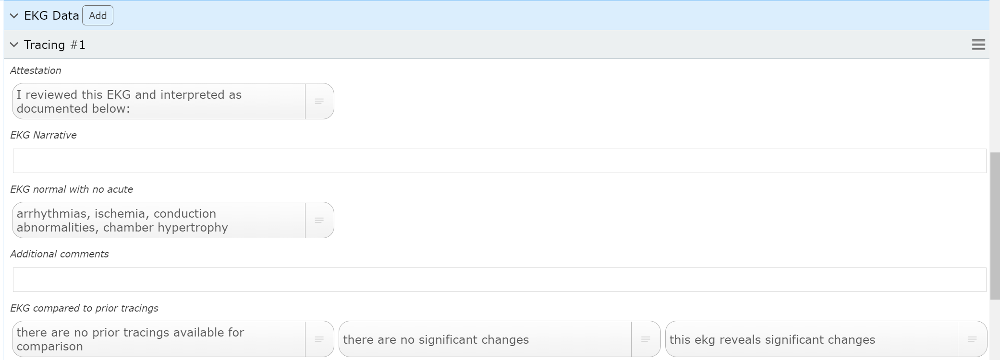 EKG Data Add
Tracing #1
Attestation
I reviewed this EKG and interpreted as
documented below:
EKG Narrative
EKG normal with no acute
arrhythmias, ischemia, conduction
abnormalities, chamber hypertrophy
Additional comments
EKG compared to prior tracings
there are no prior tracings available for
comparison
there are no significant changes
this ekg reveals significant changes